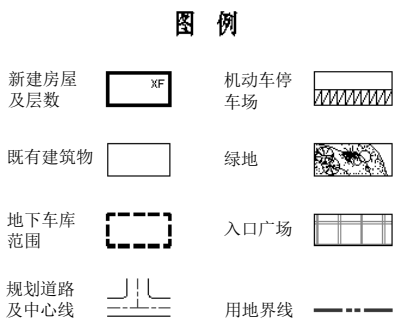 图 例
新建房屋
及层数
XF
机动车停
车场
既有建筑物
绿地
地下车库
范围
入口广场
规划道路
及中心线
用地界线